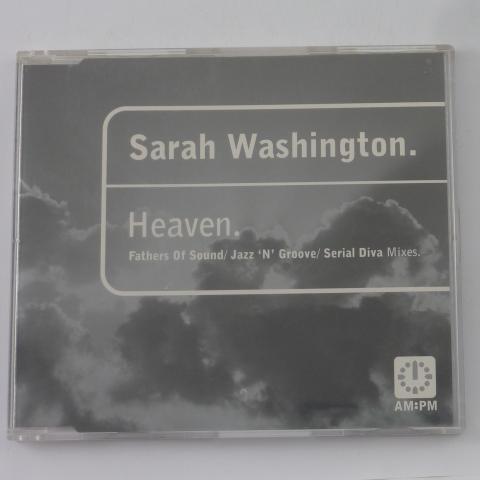 Sarah Washington.
Heaven.
Fathers Of Sound/ Jazz 'N' Groove/ Serial Diva Mixes.
AM:PM